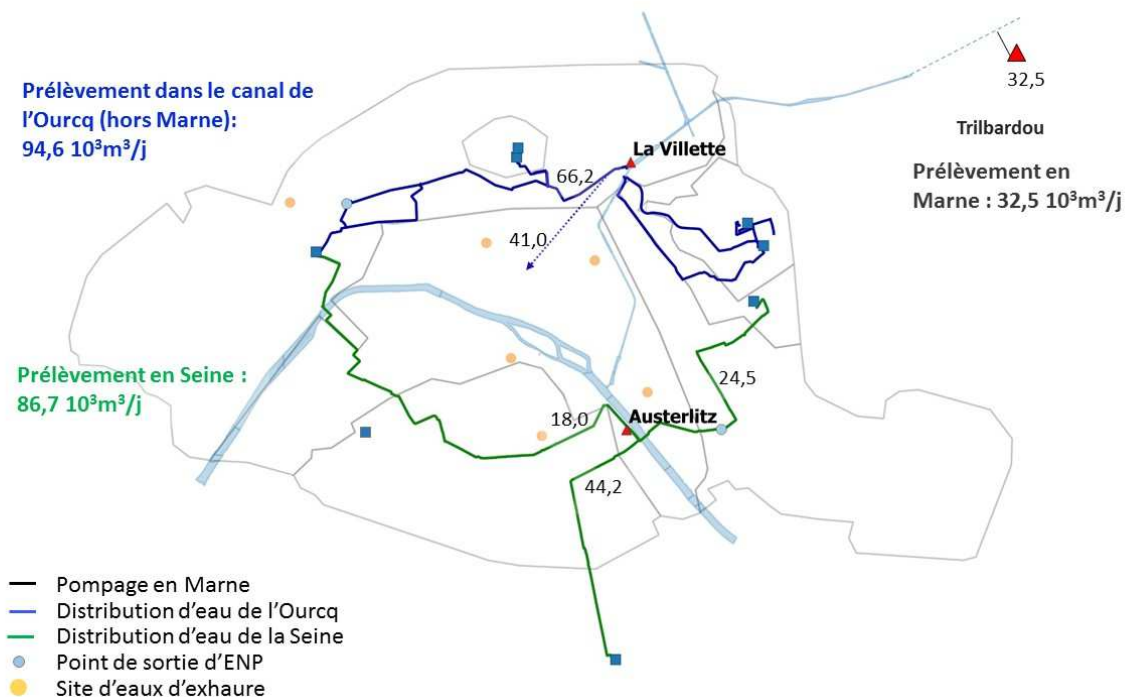 Prélèvement dans le canal de
l’Ourcq (hors Marne):
94,6 10³m³/j
32,5
Trilbardou
Prélèvement en
Marne : 32,5 10³m³/j
La Villette
66,2
41,0
Prélèvement en Seine :
86,7 10³m³/j
24,5
18,0
Austerlitz
44,2
Pompage en Marne
Distribution d’eau de l’Ourcq
Distribution d’eau de la Seine
Point de sortie d’ENP
Site d’eaux d’exhaure